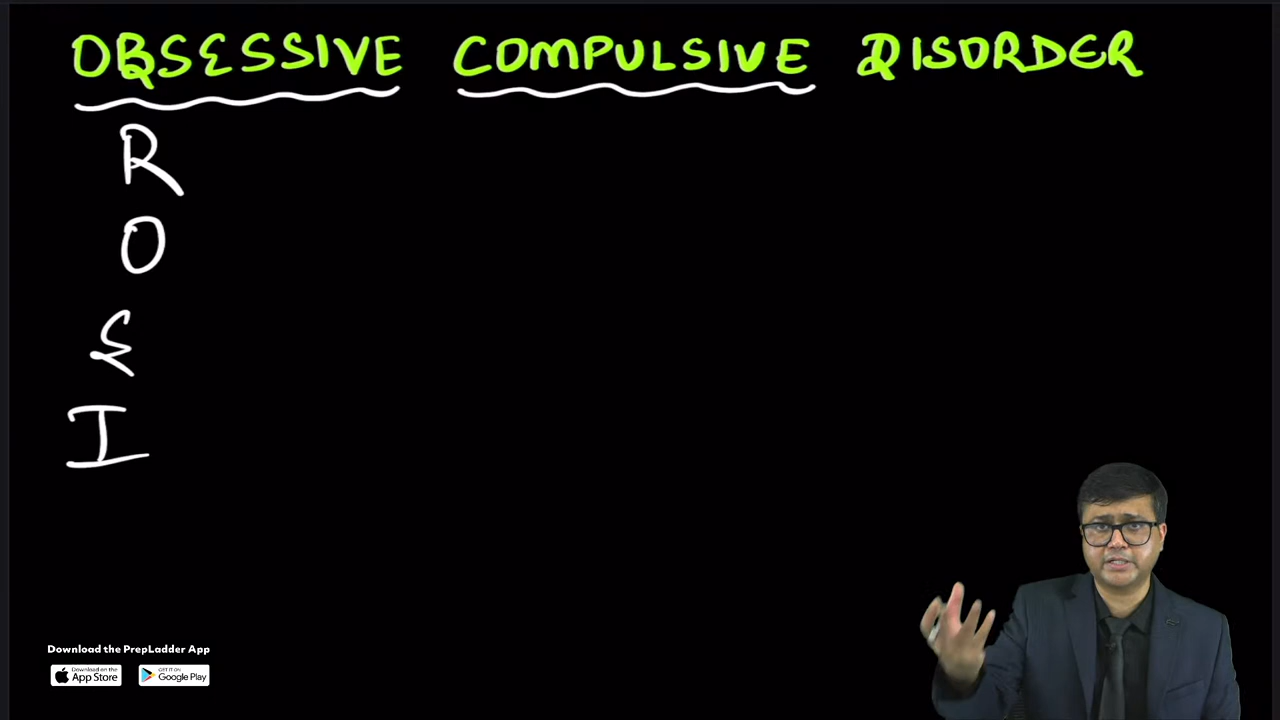 OBSESSIVE COMPULSIVE DISORDER
R
O
E
I
Download the PrepLadder App
Download on the App Store
GET IT ON Google Play